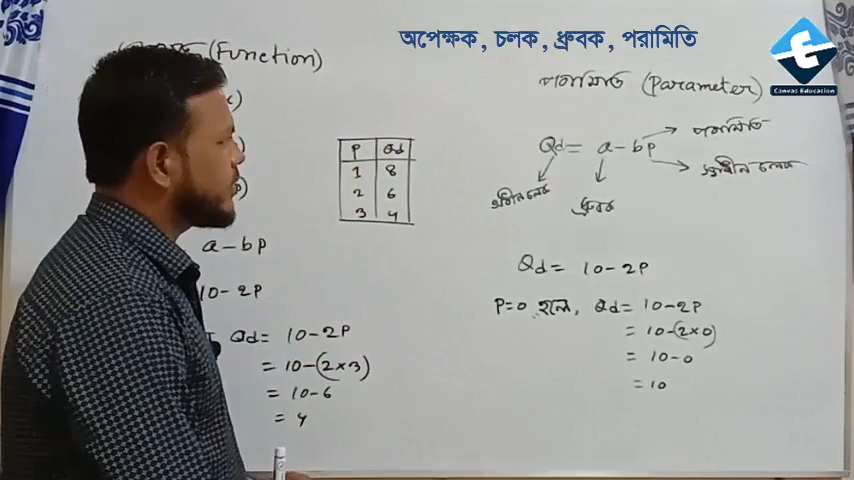 অপেক্ষক, চলক, ধ্রুবক, পরামিতি
Canvas Education
(Function)
a-bp
10-2P
Qd= 10-2P
= 10-(2×3)
= 10-6
= 4
P Qd
1 8
2 6
3 4
পরামিতি (Parameter)
Qd= a-bp
পরামিতি
স্বাধীন চলক
অধীন চলক
ধ্রুবক
Qd= 10-2P
P=0 হলে, Qd= 10-2P
= 10-(2×0)
= 10-0
= 10